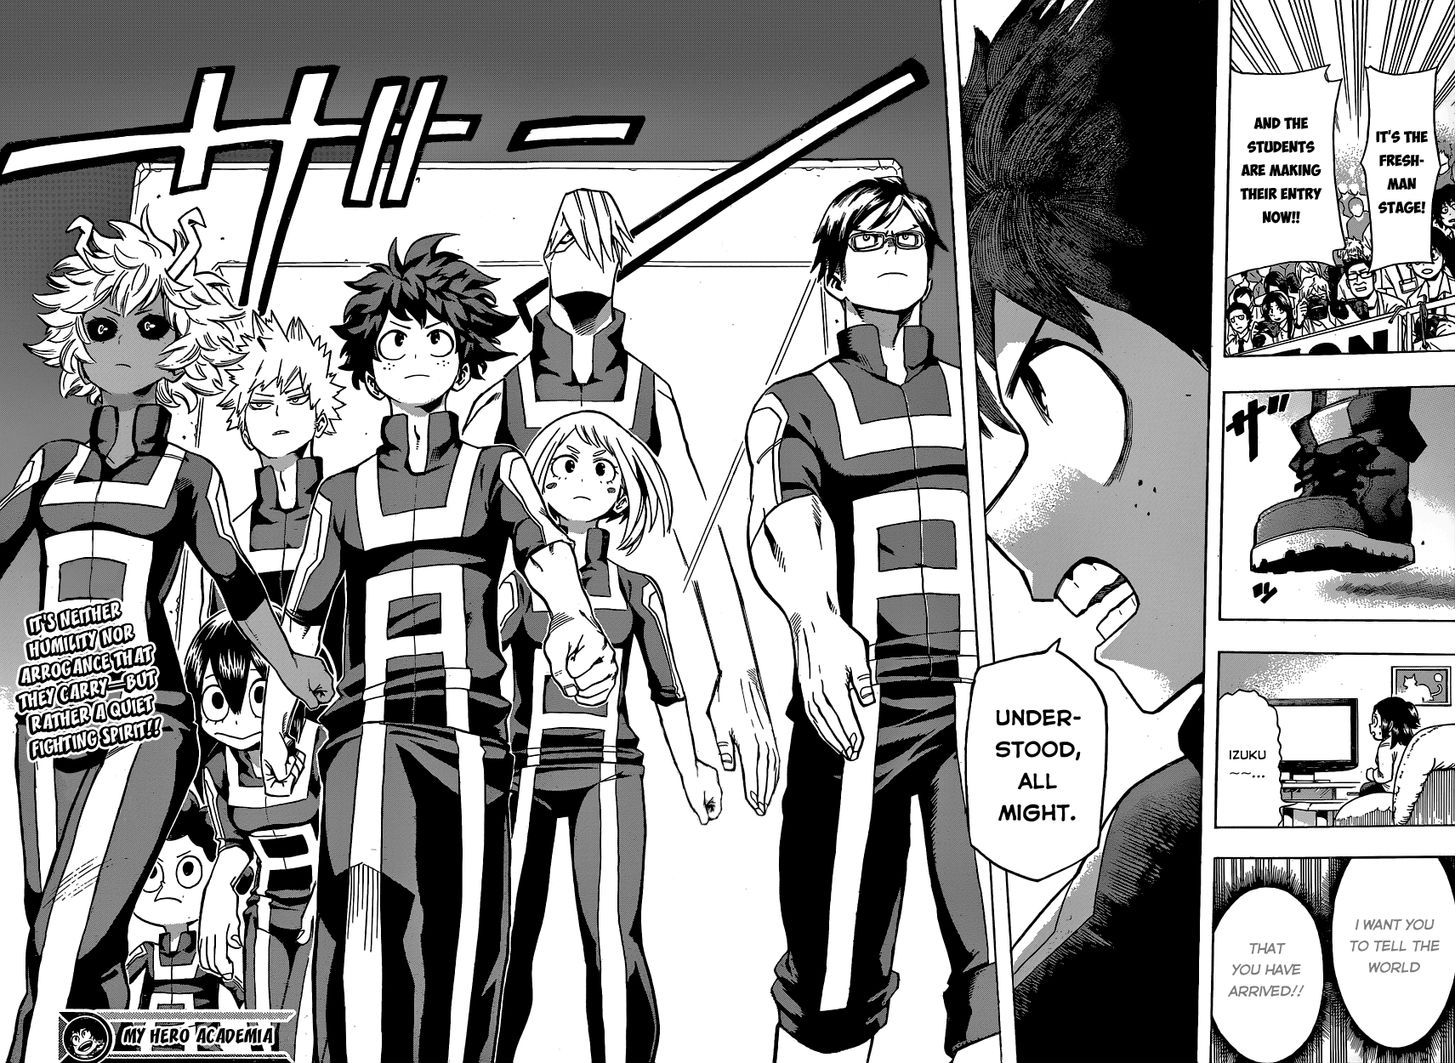 IT'S THE
FRESH-
MAN
STAGE!
AND THE
STUDENTS
ARE MAKING
THEIR ENTRY
NOW!!
ザッ
IZUKU
~~...
I WANT YOU
TO TELL THE
WORLD
THAT
YOU HAVE
ARRIVED!!
UNDER-
STOOD,
ALL
MIGHT.
ザッ
IT'S NEITHER
HUMILITY NOR
ARROGANCE THAT
THEY CARRY—BUT
RATHER A QUIET
FIGHTING SPIRIT!!
MY HERO ACADEMIA